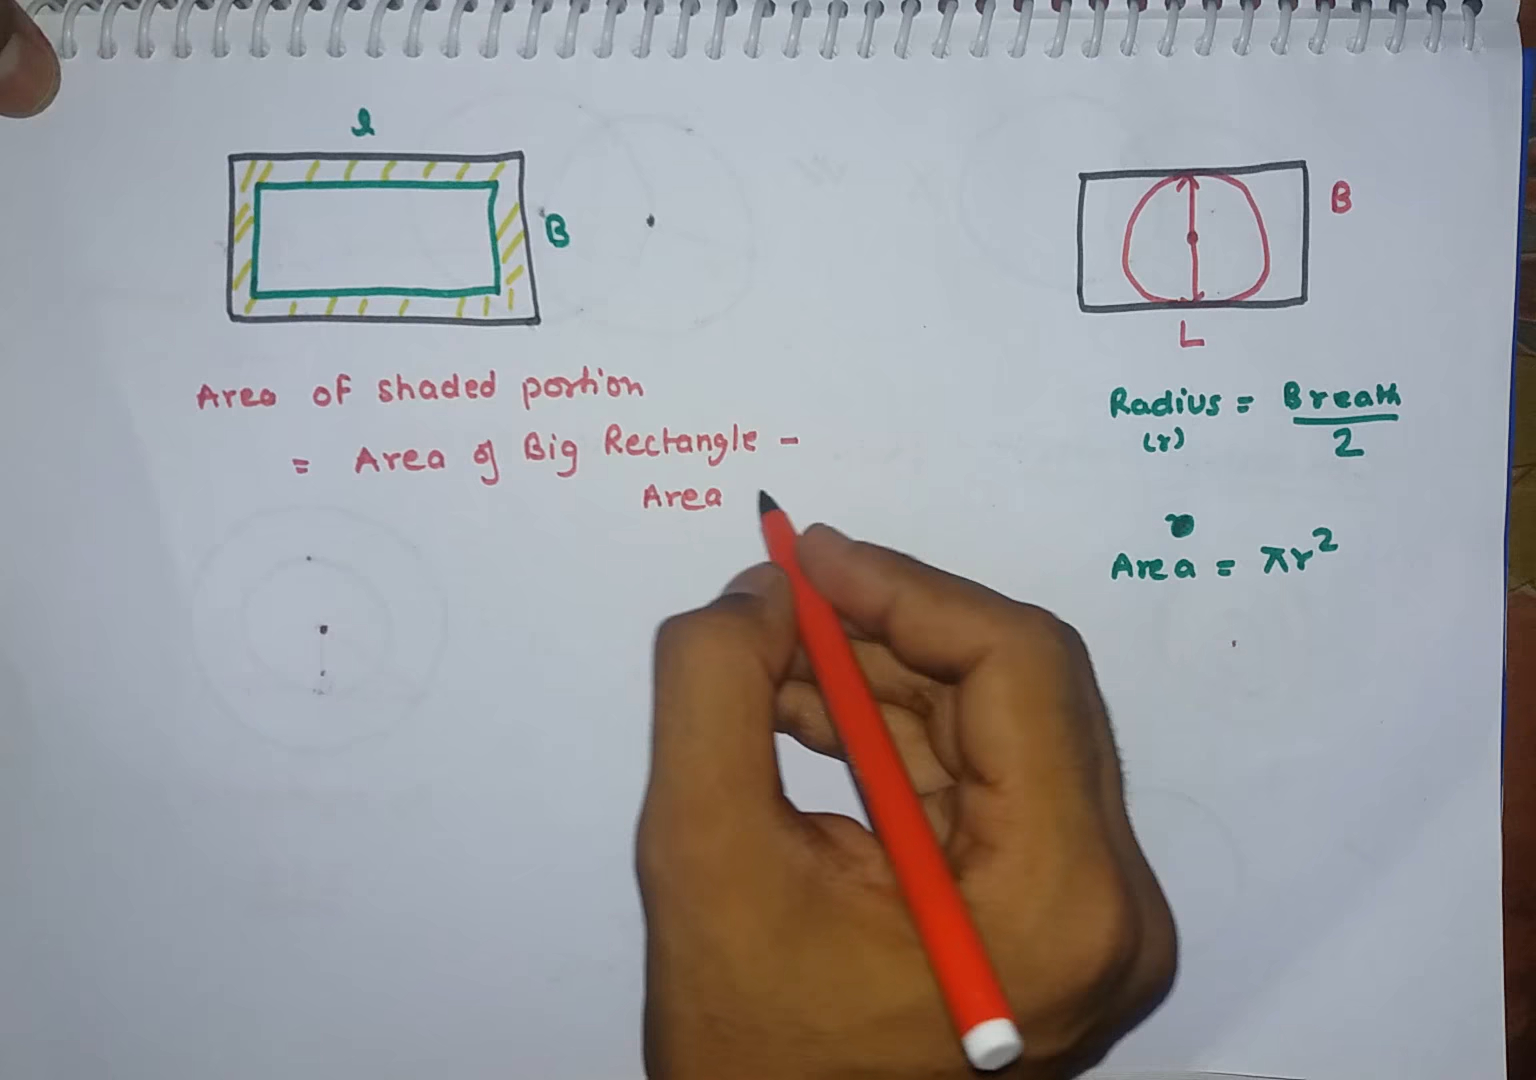 l
B
Area of shaded portion
= Area of Big Rectangle -
Area
B
L
Radius = Breath
(r) 2
Area = πr²